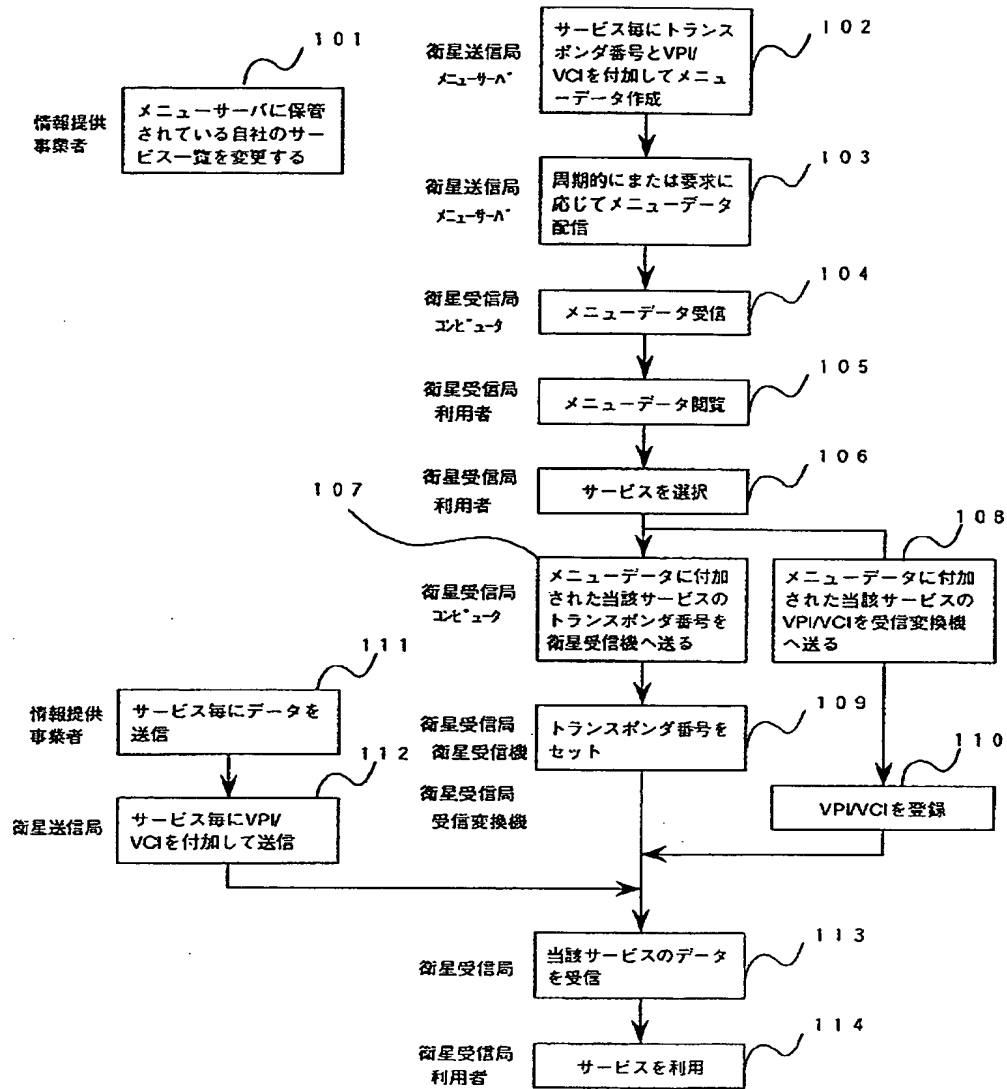 101
情報提供
事業者
メニューサーバに保管
されている自社のサー
ビス一覧を変更する
102
衛星送信局
メニューサーバ
サービス毎にトランス
ポンダ番号とVPI/
VCIを付加してメニュ
ーデータ作成
103
衛星送信局
メニューサーバ
周期的にまたは要求に
応じてメニューデータ
配信
104
衛星受信局
コンピュータ
メニューデータ受信
105
衛星受信局
利用者
メニューデータ閲覧
106
衛星受信局
利用者
サービスを選択
107
衛星受信局
コンピュータ
メニューデータに付加
された当該サービスの
トランスポンダ番号を
衛星受信機へ送る
108
メニューデータに付加
された当該サービスの
VPI/VCIを受信変換機
へ送る
109
衛星受信局
衛星受信機
トランスポンダ番号を
セット
110
衛星受信局
受信変換機
VPI/VCIを登録
111
情報提供
事業者
サービス毎にデータを
送信
112
衛星送信局
サービス毎にVPI/
VCIを付加して送信
113
衛星受信局
当該サービスのデータ
を受信
114
衛星受信局
利用者
サービスを利用